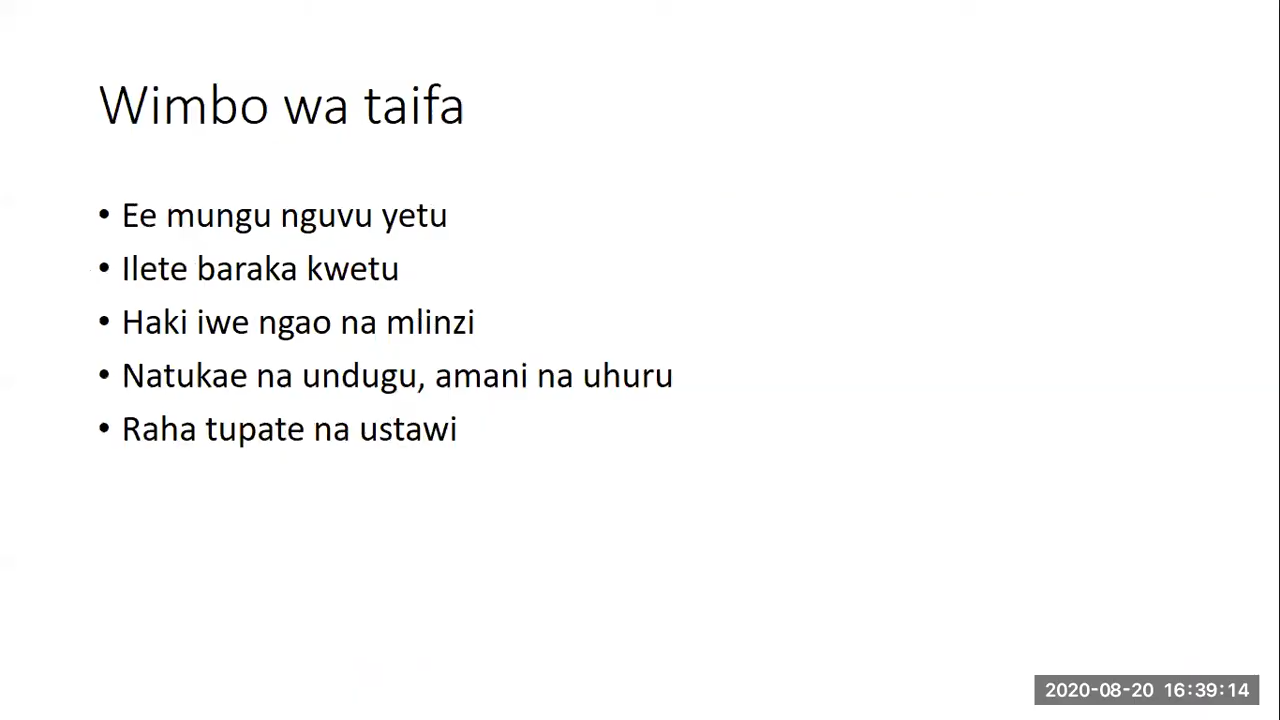 Wimbo wa taifa
• Ee mungu nguvu yetu
• Ilete baraka kwetu
• Haki iwe ngao na mlinzi
• Natukae na undugu, amani na uhuru
• Raha tupate na ustawi
2020-08-20 16:39:14